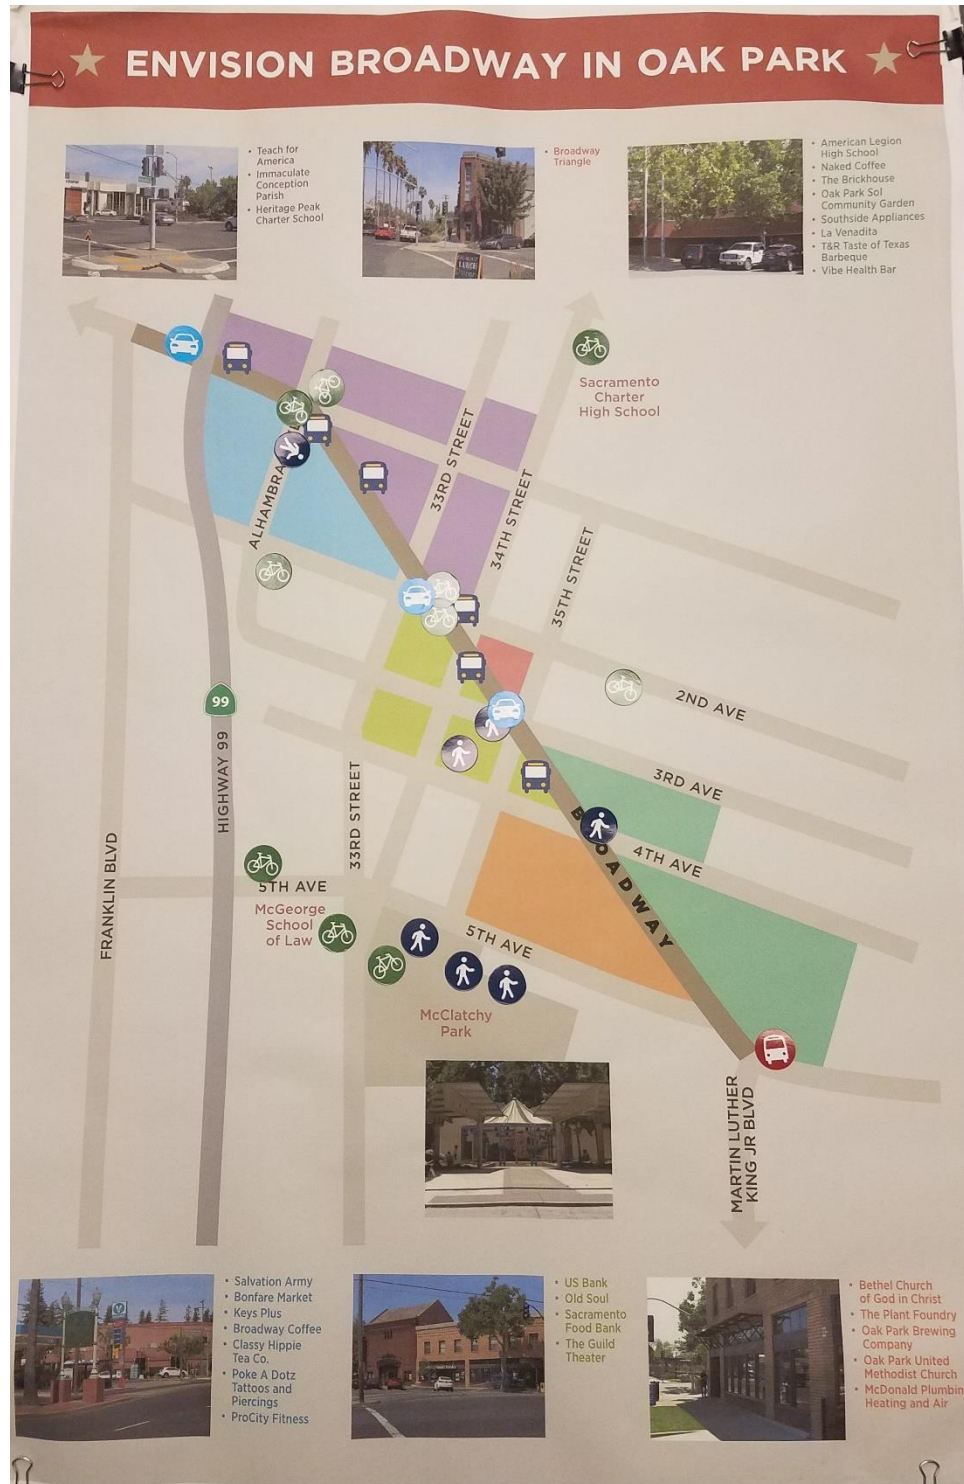 ENVISION BROADWAY IN OAK PARK
• Teach for
America
• Immaculate
Conception
Parish
• Heritage Peak
Charter School
• Broadway
Triangle
• American Legion
High School
• Naked Coffee
• The Brickhouse
• Oak Park Sol
Community Garden
• Southside Appliances
• La Venadita
• T&R Taste of Texas
Barbeque
• Vibe Health Bar
Sacramento
Charter
High School
ALHAMBRA
33RD STREET
34TH STREET
35TH STREET
2ND AVE
3RD AVE
4TH AVE
BROADWAY
99
HIGHWAY 99
FRANKLIN BLVD
33RD STREET
5TH AVE
McGeorge
School
of Law
5TH AVE
McClatchy
Park
MARTIN LUTHER
KING JR BLVD
• Salvation Army
• Bonfare Market
• Keys Plus
• Broadway Coffee
• Classy Hippie
Tea Co.
• Poke A Dotz
Tattoos and
Piercings
• ProCity Fitness
• US Bank
• Old Soul
• Sacramento
Food Bank
• The Guild
Theater
• Bethel Church
of God in Christ
• The Plant Foundry
• Oak Park Brewing
Company
• Oak Park United
Methodist Church
• McDonald Plumbin
Heating and Air